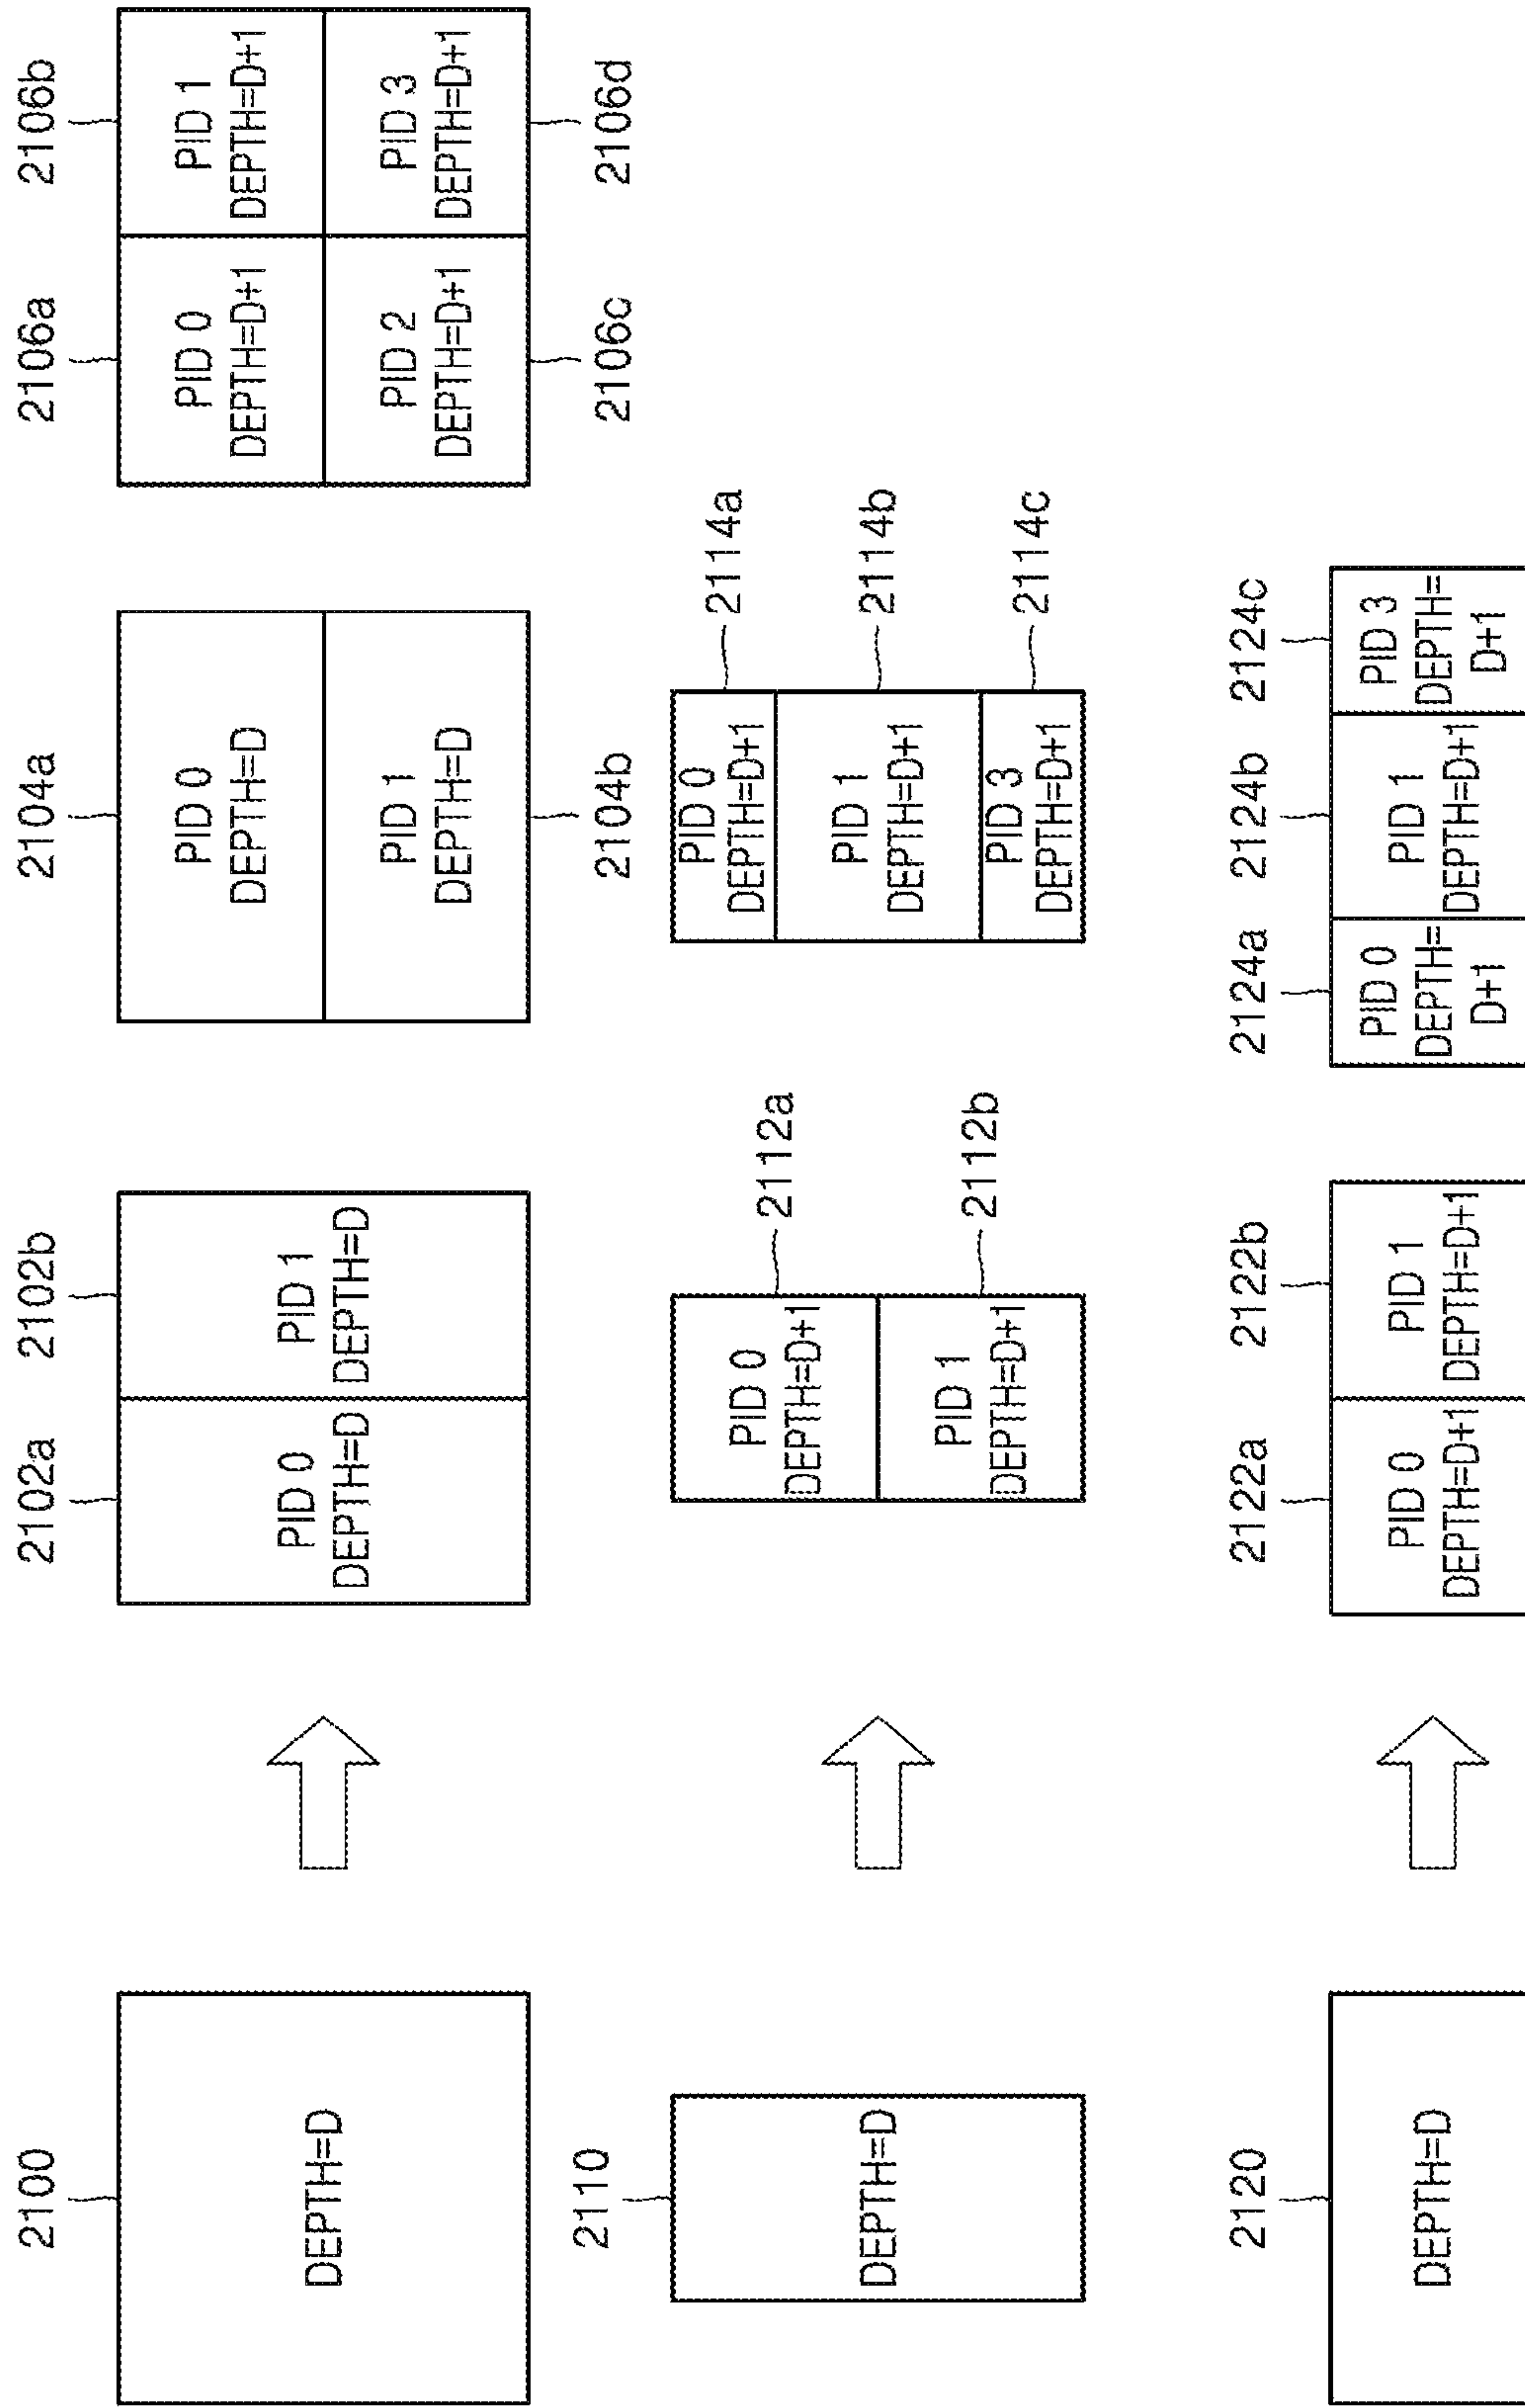 2100
DEPTH=D
2102a
2102b
PID 0
DEPTH=D
PID 1
DEPTH=D
2104a
PID 0
DEPTH=D
PID 1
DEPTH=D
2104b
2106a
2106b
PID 0
DEPTH=D+1
PID 1
DEPTH=D+1
PID 2
DEPTH=D+1
PID 3
DEPTH=D+1
2106c
2106d
2110
DEPTH=D
PID 0
DEPTH=D+1
2112a
PID 1
DEPTH=D+1
2112b
PID 0
DEPTH=D+1
2114a
PID 1
DEPTH=D+1
2114b
PID 3
DEPTH=D+1
2114c
2120
DEPTH=D
2122a
2122b
PID 0
DEPTH=D+1
PID 1
DEPTH=D+1
2124a
2124b
2124c
PID 0
DEPTH=
D+1
PID 1
DEPTH=D+1
PID 3
DEPTH=
D+1